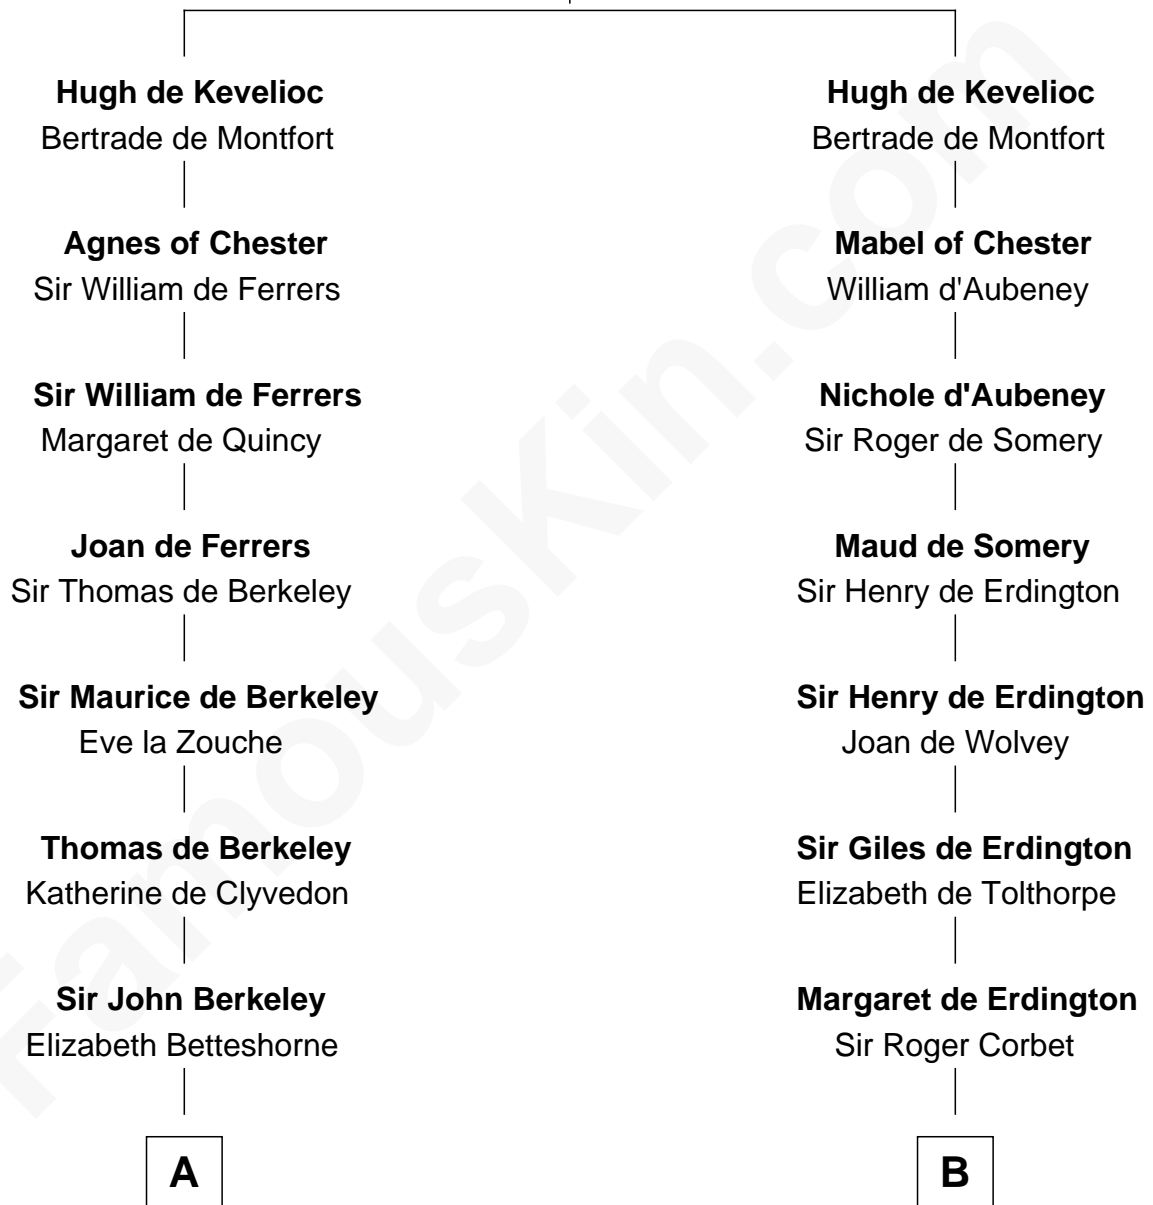 Hugh de Kevelioc
Bertrade de Montfort
Agnes of Chester
Sir William de Ferrers
Sir William de Ferrers
Margaret de Quincy
Joan de Ferrers
Sir Thomas de Berkeley
Sir Maurice de Berkeley
Eve la Zouche
Thomas de Berkeley
Katherine de Clyvedon
Sir John Berkeley
Elizabeth Betteshorne
A
Hugh de Kevelioc
Bertrade de Montfort
Mabel of Chester
William d'Aubeney
Nichole d'Aubeney
Sir Roger de Somery
Maud de Somery
Sir Henry de Erdington
Sir Henry de Erdington
Joan de Wolvey
Sir Giles de Erdington
Elizabeth de Tolthorpe
Margaret de Erdington
Sir Roger Corbet
B
FamousKin.com